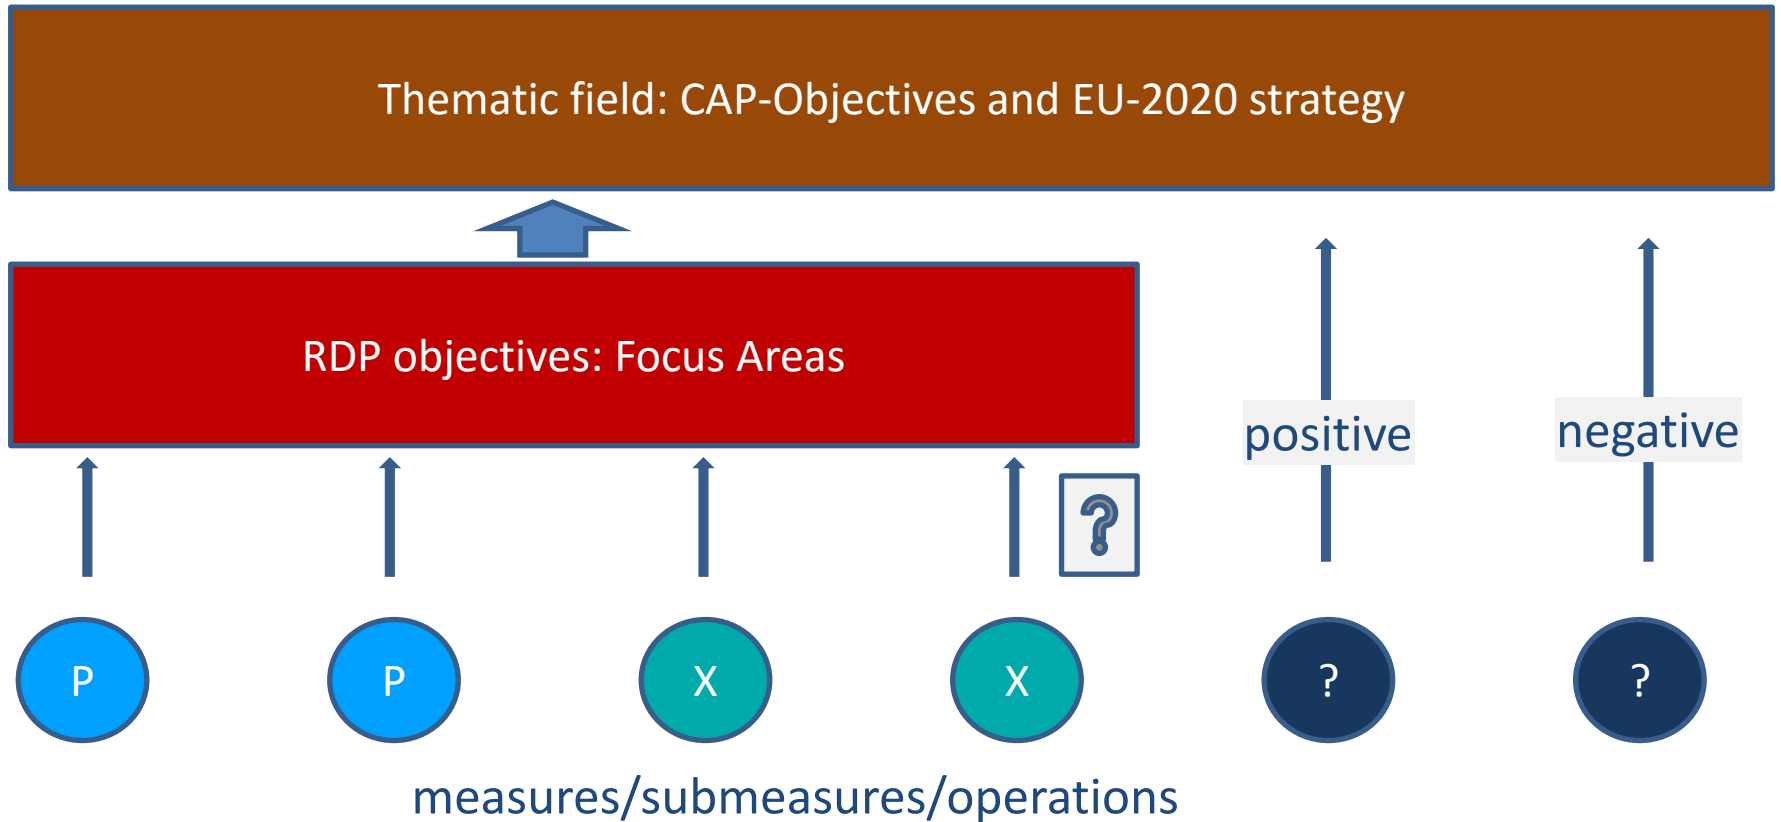 Thematic field: CAP-Objectives and EU-2020 strategy
RDP objectives: Focus Areas
positive
negative
?
P
P
X
X
?
?
measures/submeasures/operations